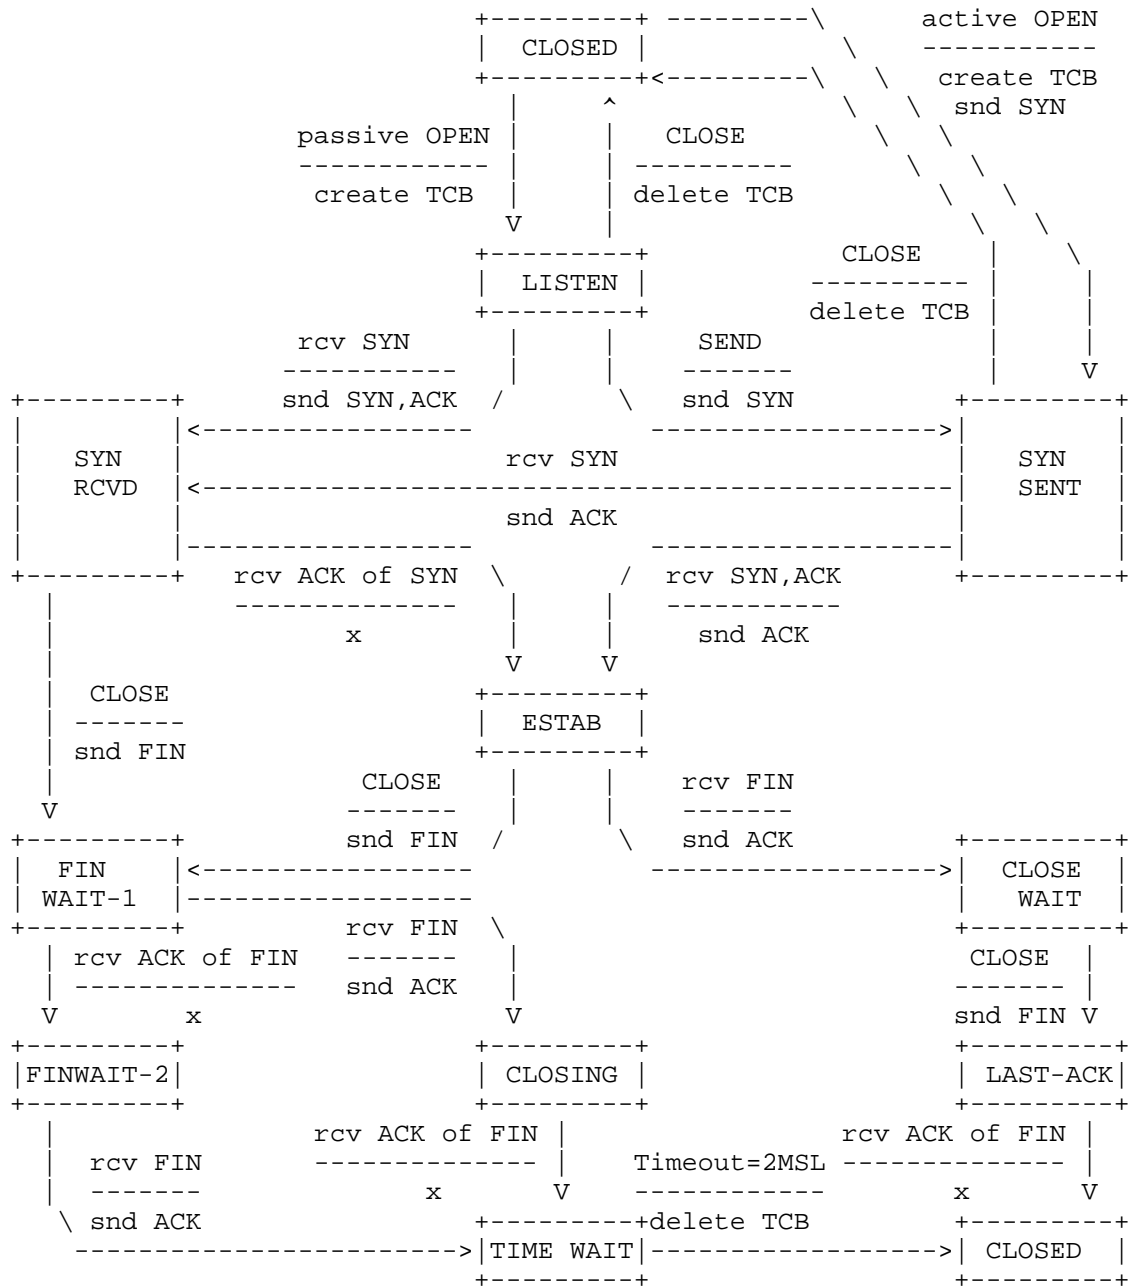 +---------+ ---------\      active OPEN
|  CLOSED |            \    -----------
+---------+<---------\   \   create TCB
|     ^              \   \  snd SYN
passive OPEN |     |   CLOSE        \   \
------------ |     | ----------       \   \
create TCB  |     | delete TCB         \   \
V     |                      \   \
+---------+            CLOSE    |    \
|  LISTEN |          ---------- |     |
+---------+          delete TCB |     |
rcv SYN      |     |     SEND              |     |
-----------   |     |    -------            |     V
+---------+      snd SYN,ACK  /       \   snd SYN          +---------+
|         |<-----------------           ------------------>|         |
|   SYN   |                    rcv SYN                     |   SYN   |
|   RCVD  |<-----------------------------------------------|   SENT  |
|         |                    snd ACK                     |         |
|         |------------------           -------------------|         |
+---------+   rcv ACK of SYN  \       /  rcv SYN,ACK       +---------+
|           --------------   |     |   -----------
|                  x         |     |     snd ACK
|                            V     V
|  CLOSE                   +---------+
| -------                  |  ESTAB  |
| snd FIN                  +---------+
|                   CLOSE    |     |    rcv FIN
V                  -------   |     |    -------
+---------+          snd FIN  /       \   snd ACK          +---------+
|  FIN    |<-----------------           ------------------>|  CLOSE  |
| WAIT-1  |------------------                              |   WAIT  |
+---------+          rcv FIN  \                            +---------+
| rcv ACK of FIN   -------   |                            CLOSE  |
| --------------   snd ACK   |                           ------- |
V        x                   V                           snd FIN V
+---------+                  +---------+                   +---------+
|FINWAIT-2|                  | CLOSING |                   | LAST-ACK|
+---------+                  +---------+                   +---------+
|                rcv ACK of FIN |                 rcv ACK of FIN |
|  rcv FIN       -------------- |    Timeout=2MSL -------------- |
|  -------              x       V    ------------        x       V
\ snd ACK                 +---------+delete TCB         +---------+
------------------------>|TIME WAIT|------------------>| CLOSED  |
+---------+                   +---------+